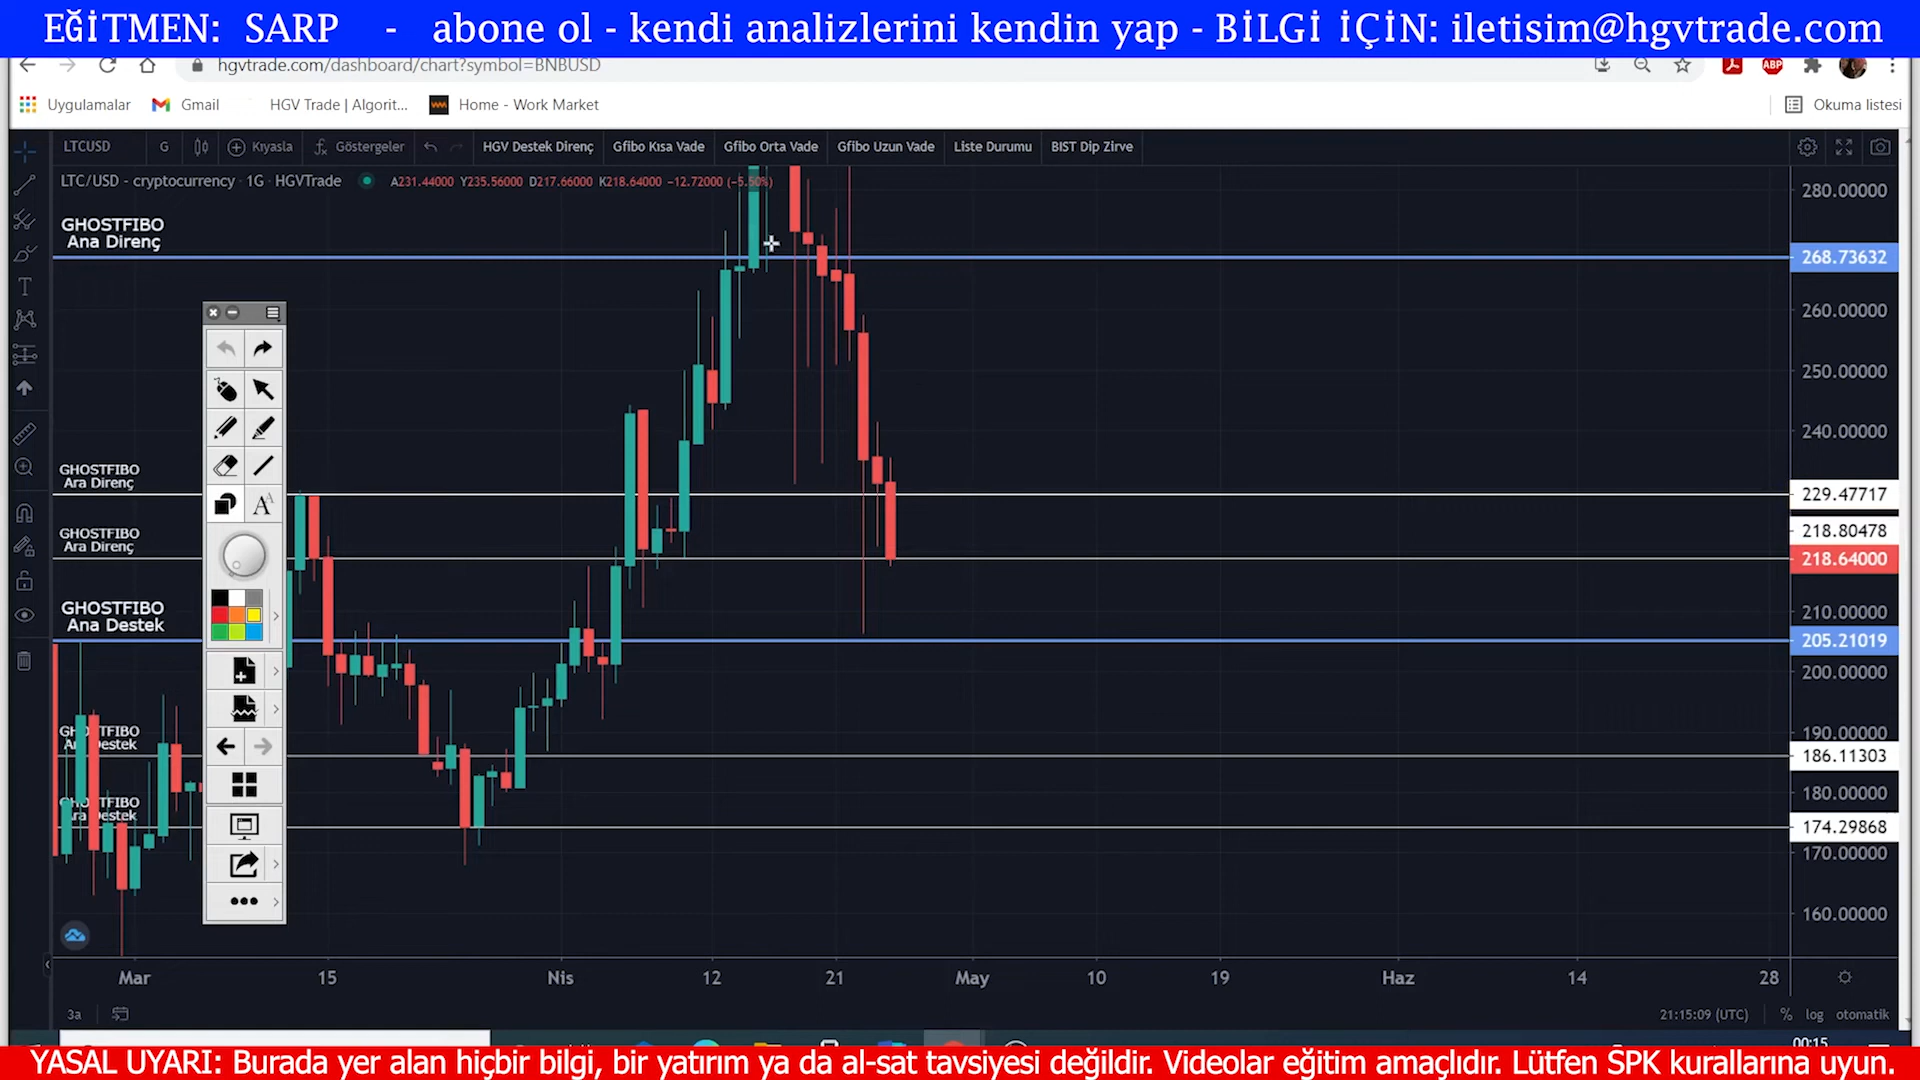 EĞİTMEN: SARP - abone ol - kendi analizlerini kendin yap - BİLGİ İÇİN: iletisim@hgvtrade.com
hgvtrade.com/dashboard/chart?symbol=BNBUSD
ABP
Uygulamalar Gmail HGV Trade | Algorit... Home - Work Market Okuma listesi
LTCUSD G Kıyasla Göstergeler HGV Destek Direnç Gfibo Kısa Vade Gfibo Orta Vade Gfibo Uzun Vade Liste Durumu BIST Dip Zirve
LTC/USD - cryptocurrency · 1G · HGVTrade A231.44000 Y235.56000 D217.66000 K218.64000 −12.72000 (−5.50%)
280.00000
GHOSTFIBO
Ana Direnç
268.73632
260.00000
250.00000
240.00000
GHOSTFIBO
Ara Direnç
229.47717
218.80478
GHOSTFIBO
Ara Direnç
218.64000
GHOSTFIBO
Ana Destek
210.00000
205.21019
200.00000
190.00000
186.11303
180.00000
174.29868
170.00000
160.00000
Mar 15 Nis 12 21 May 10 19 Haz 14 28
3a 21:15:09 (UTC) % log otomatik
00:15
YASAL UYARI: Burada yer alan hiçbir bilgi, bir yatırım ya da al-sat tavsiyesi değildir. Videolar eğitim amaçlıdır. Lütfen SPK kurallarına uyun.